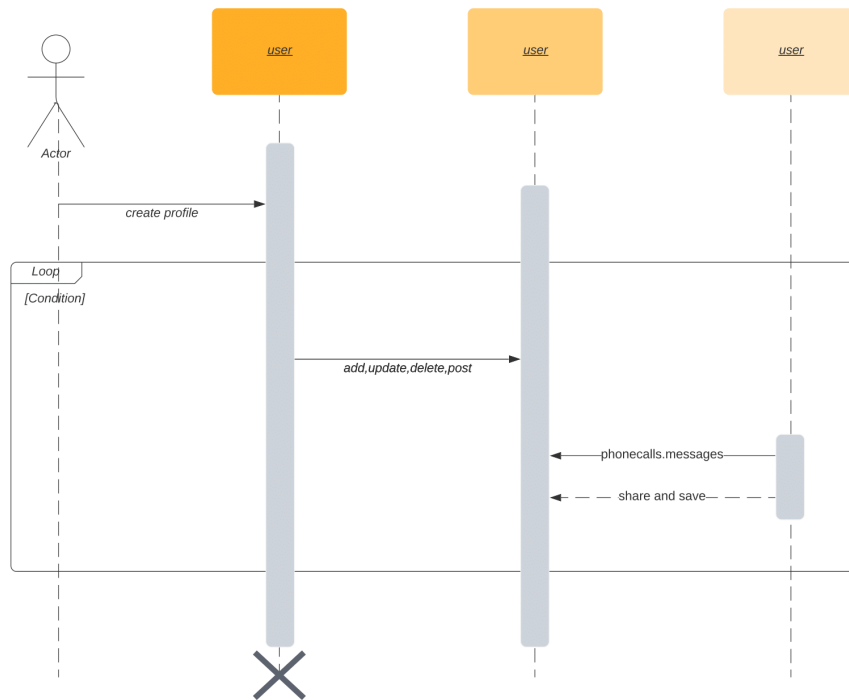 user
user
user
Actor
create profile
Loop
[Condition]
add,update,delete,post
phonecalls.messages
share and save